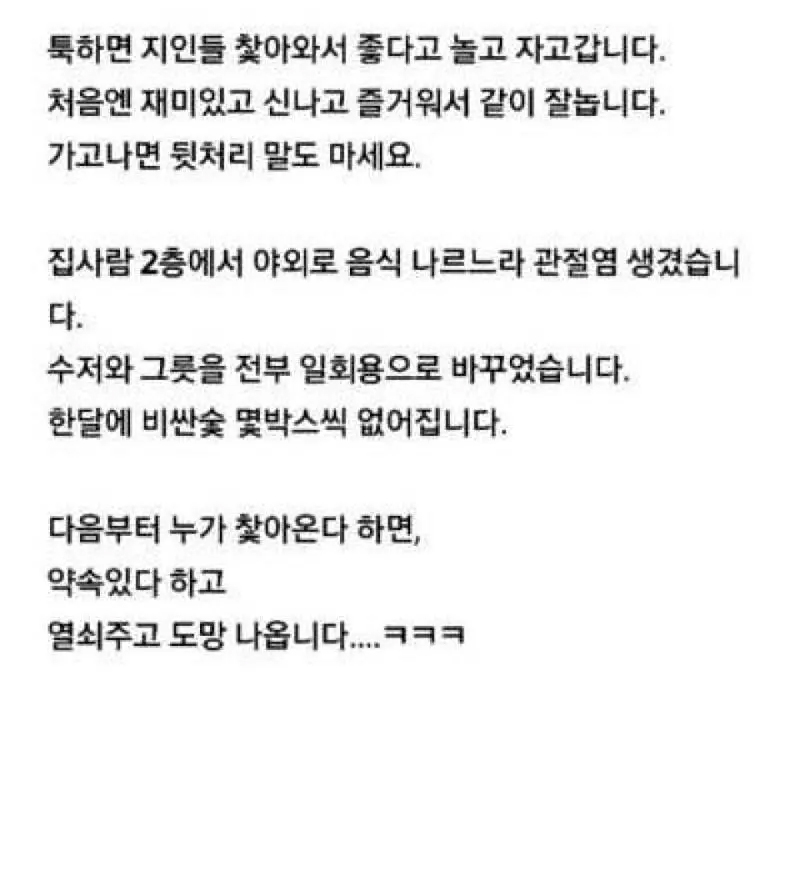 툭하면 지인들 찾아와서 좋다고 놀고 자고갑니다.
처음엔 재미있고 신나고 즐거워서 같이 잘놉니다.
가고나면 뒷처리 말도 마세요.
집사람 2층에서 야외로 음식 나르느라 관절염 생겼습니
다.
수저와 그릇을 전부 일회용으로 바꾸었습니다.
한달에 비싼숯 몇박스씩 없어집니다.
다음부터 누가 찿아온다 하면,
약속있다 하고
열쇠주고 도망 나옵니다....ㅋㅋㅋ